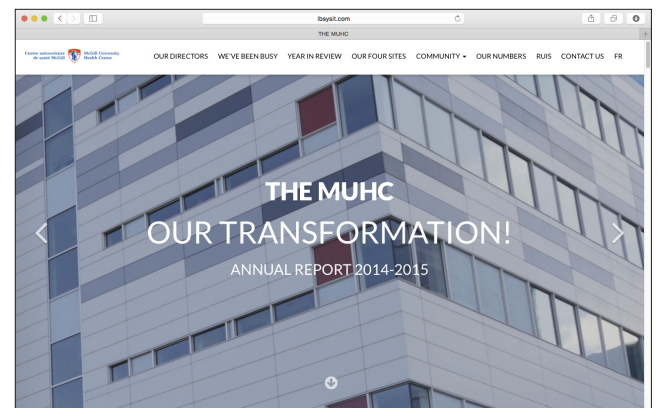 lbsysit.com
THE MUHC
Centre universitaire de santé McGill
McGill University Health Centre
OUR DIRECTORS WE'VE BEEN BUSY YEAR IN REVIEW OUR FOUR SITES COMMUNITY OUR NUMBERS RUIS CONTACT US FR
THE MUHC
OUR TRANSFORMATION!
ANNUAL REPORT 2014-2015